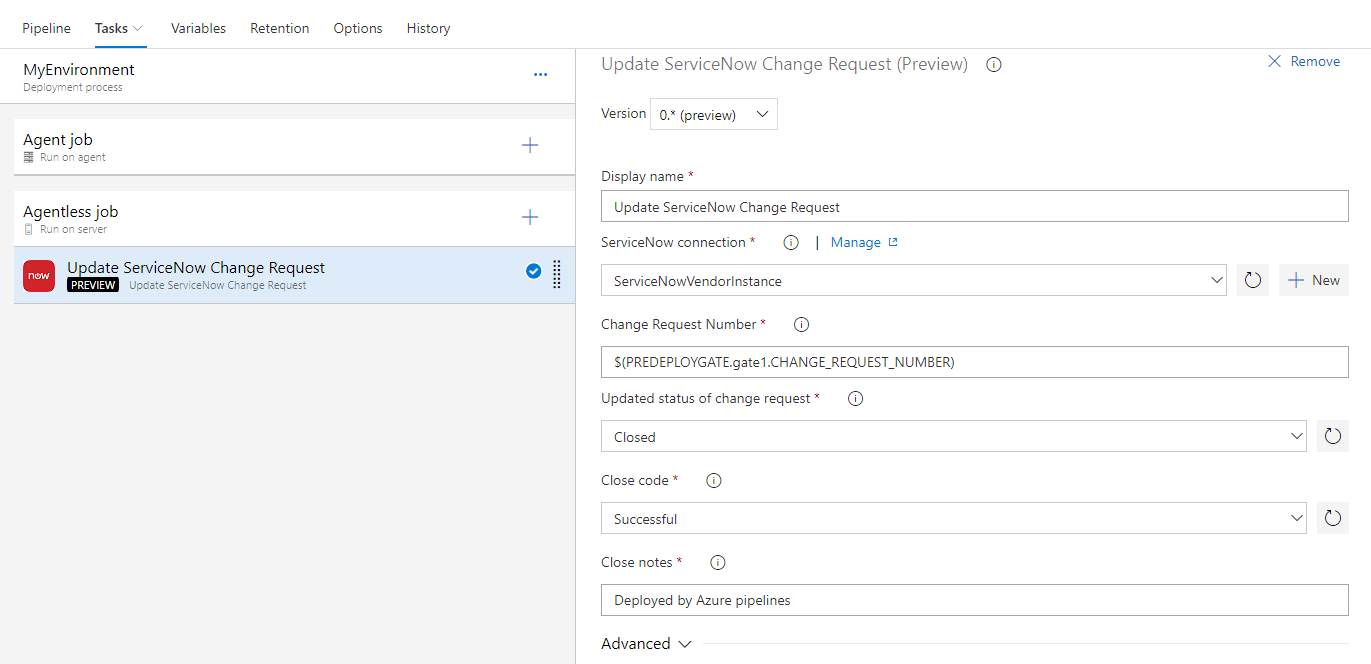 Pipeline Tasks Variables Retention Options History
MyEnvironment
Deployment process
Agent job
Run on agent
Agentless job
Run on server
now
Update ServiceNow Change Request
PREVIEW Update ServiceNow Change Request
Update ServiceNow Change Request (Preview)
Remove
Version 0.* (preview)
Display name *
Update ServiceNow Change Request
ServiceNow connection * | Manage
ServiceNowVendorInstance
New
Change Request Number *
$(PREDEPLOYGATE.gate1.CHANGE_REQUEST_NUMBER)
Updated status of change request *
Closed
Close code *
Successful
Close notes *
Deployed by Azure pipelines
Advanced